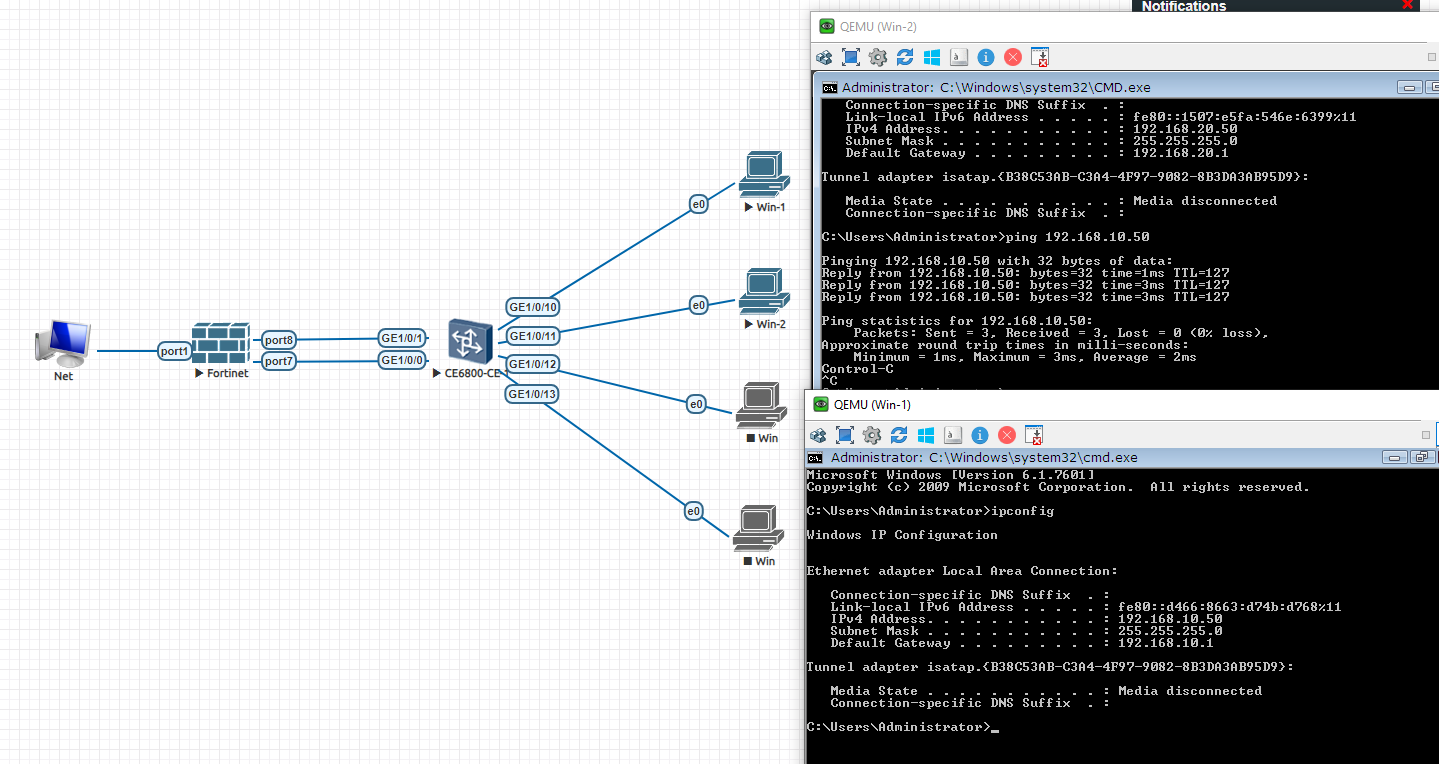 Notifications
QEMU (Win-2)
Administrator: C:\Windows\system32\CMD.exe
Connection-specific DNS Suffix  . :
Link-local IPv6 Address . . . . . : fe80::1507:e5fa:546e:6399%11
IPv4 Address. . . . . . . . . . . : 192.168.20.50
Subnet Mask . . . . . . . . . . . : 255.255.255.0
Default Gateway . . . . . . . . . : 192.168.20.1
Tunnel adapter isatap.{B38C53AB-C3A4-4F97-9082-8B3DA3AB95D9}:
Media State . . . . . . . . . . . : Media disconnected
Connection-specific DNS Suffix  . :
C:\Users\Administrator>ping 192.168.10.50
Pinging 192.168.10.50 with 32 bytes of data:
Reply from 192.168.10.50: bytes=32 time=1ms TTL=127
Reply from 192.168.10.50: bytes=32 time=3ms TTL=127
Reply from 192.168.10.50: bytes=32 time=3ms TTL=127
Ping statistics for 192.168.10.50:
Packets: Sent = 3, Received = 3, Lost = 0 (0% loss),
Approximate round trip times in milli-seconds:
Minimum = 1ms, Maximum = 3ms, Average = 2ms
Control-C
^C
QEMU (Win-1)
Administrator: C:\Windows\system32\cmd.exe
Microsoft Windows [Version 6.1.7601]
Copyright (c) 2009 Microsoft Corporation.  All rights reserved.
C:\Users\Administrator>ipconfig
Windows IP Configuration
Ethernet adapter Local Area Connection:
Connection-specific DNS Suffix  . :
Link-local IPv6 Address . . . . . : fe80::d466:8663:d74b:d768%11
IPv4 Address. . . . . . . . . . . : 192.168.10.50
Subnet Mask . . . . . . . . . . . : 255.255.255.0
Default Gateway . . . . . . . . . : 192.168.10.1
Tunnel adapter isatap.{B38C53AB-C3A4-4F97-9082-8B3DA3AB95D9}:
Media State . . . . . . . . . . . : Media disconnected
Connection-specific DNS Suffix  . :
C:\Users\Administrator>_
e0
Win-1
e0
Win-2
e0
Win
e0
Win
GE1/0/10
GE1/0/11
GE1/0/12
GE1/0/13
CE6800-CE
GE1/0/1
GE1/0/0
port8
port7
port1
Fortinet
Net